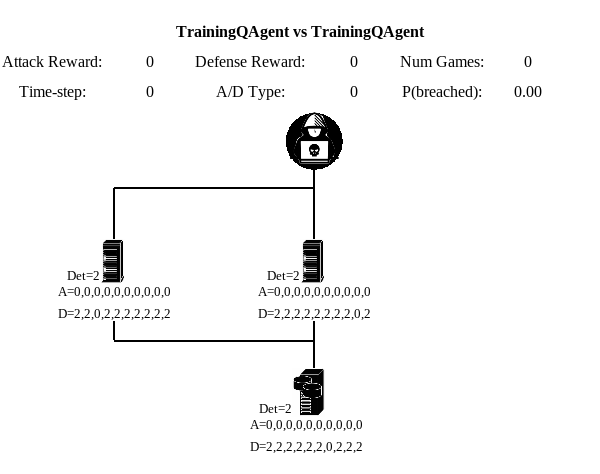 TrainingQAgent vs TrainingQAgent
Attack Reward: 0 Defense Reward: 0 Num Games: 0
Time-step: 0 A/D Type: 0 P(breached): 0.00
Det=2 Det=2
A=0,0,0,0,0,0,0,0,0,0 A=0,0,0,0,0,0,0,0,0,0
D=2,2,0,2,2,2,2,2,2,2 D=2,2,2,2,2,2,2,2,0,2
Det=2
A=0,0,0,0,0,0,0,0,0,0
D=2,2,2,2,2,2,0,2,2,2